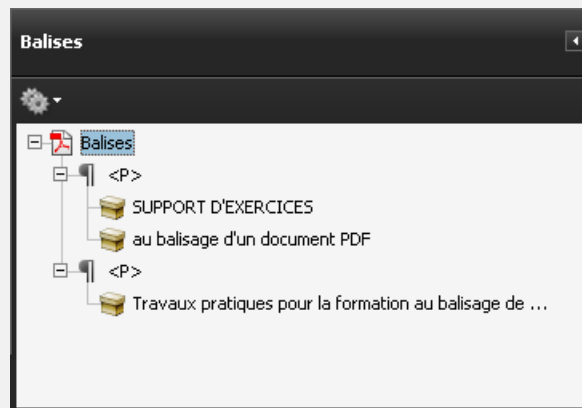 Balises
Balises
<P>
SUPPORT D'EXERCICES
au balisage d'un document PDF
<P>
Travaux pratiques pour la formation au balisage de ...